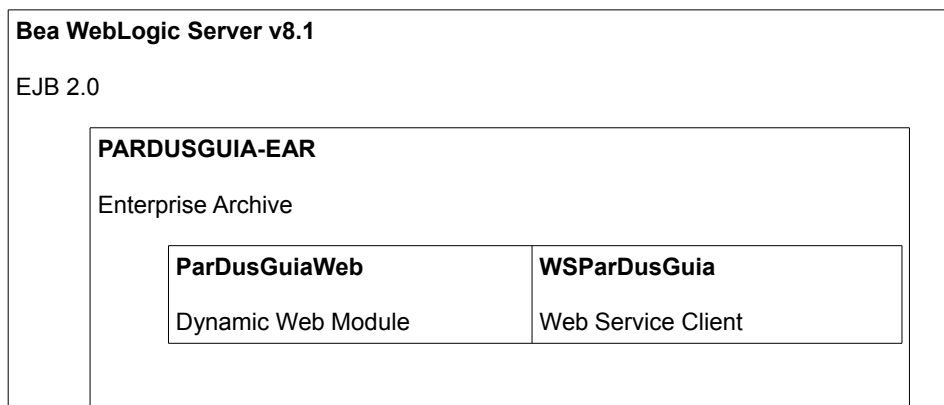 Bea WebLogic Server v8.1
EJB 2.0
PARDUSGUIA-EAR
Enterprise Archive
ParDusGuiaWeb
WSParDusGuia
Dynamic Web Module
Web Service Client